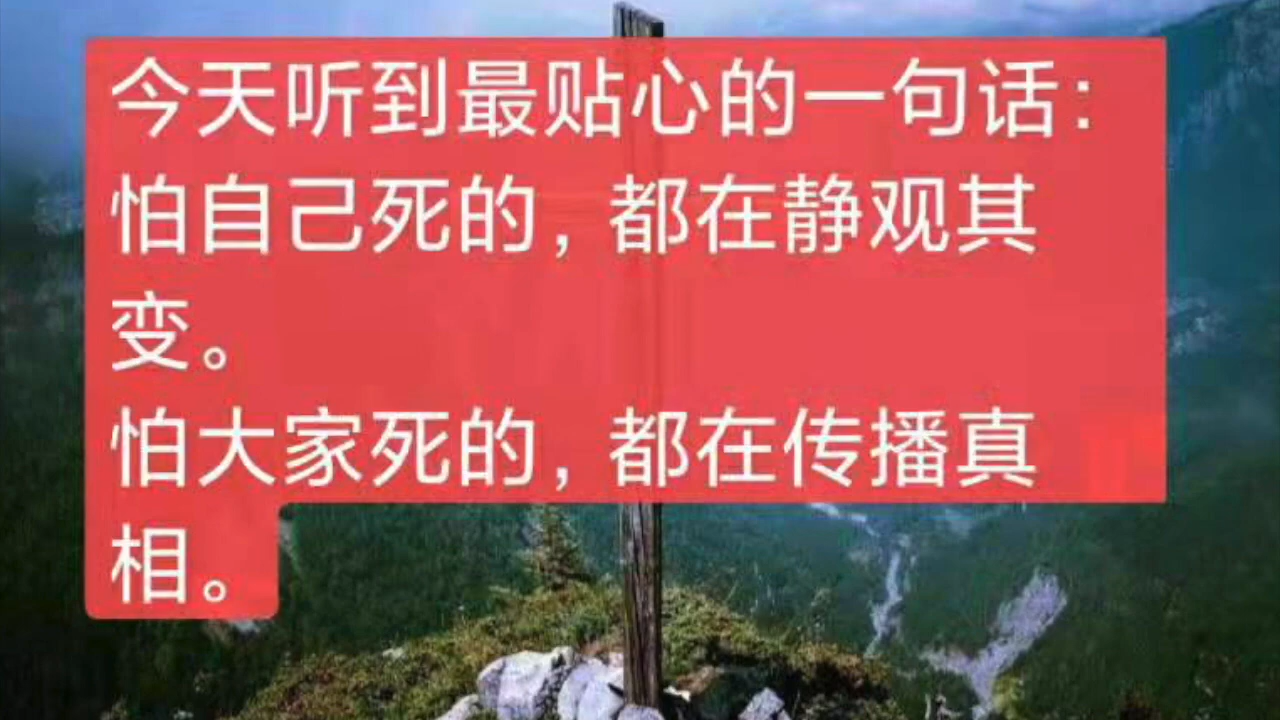 今天听到最贴心的一句话：
怕自己死的，都在静观其
变。
怕大家死的，都在传播真
相。